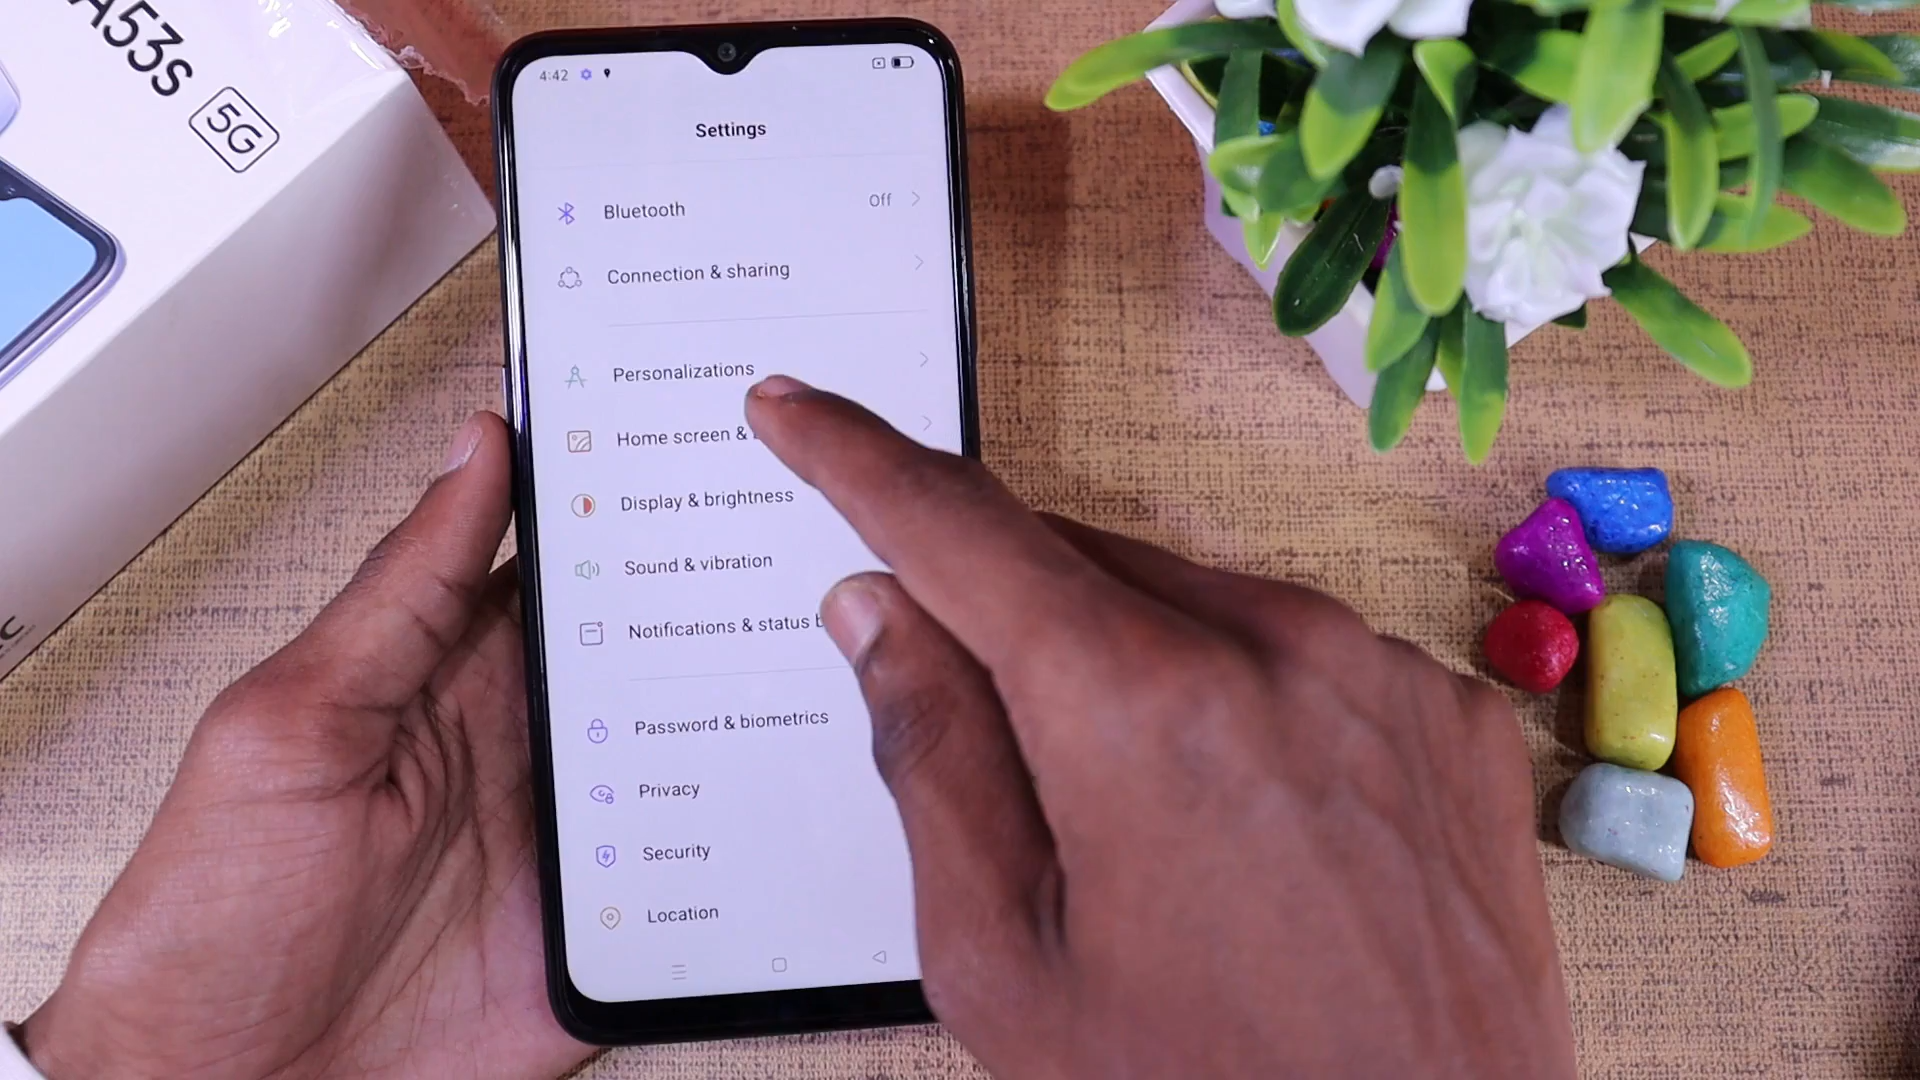 A53s
5G
4:42
Settings
Bluetooth Off
Connection & sharing
Personalizations
Home screen &
Display & brightness
Sound & vibration
Notifications & status b
Password & biometrics
Privacy
Security
Location